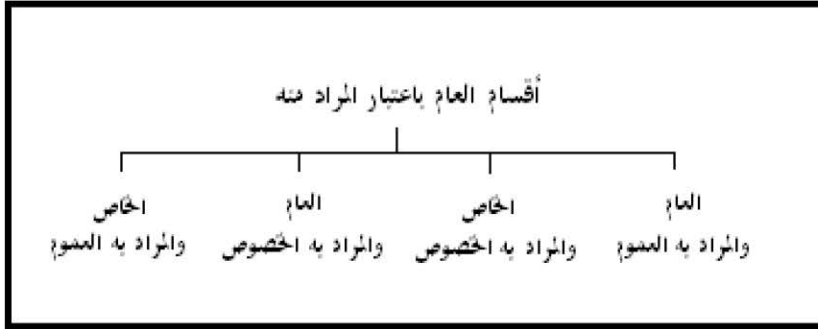 أقسام العام باعتبار المراد منه
العام
والمراد به العموم
الخاص
والمراد به الخصوص
العام
والمراد به الخصوص
الخاص
والمراد به العموم